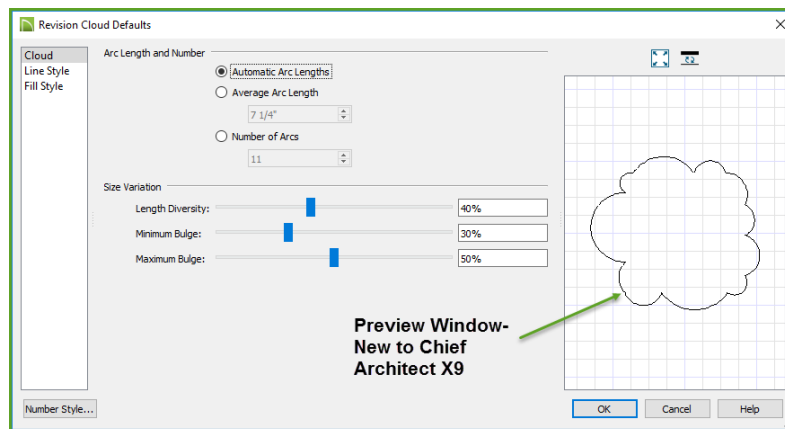 Revision Cloud Defaults
Cloud
Line Style
Fill Style
Arc Length and Number
Automatic Arc Lengths
Average Arc Length
7 1/4"
Number of Arcs
11
Size Variation
Length Diversity: 40%
Minimum Bulge: 30%
Maximum Bulge: 50%
Preview Window-
New to Chief
Architect X9
Number Style... OK Cancel Help